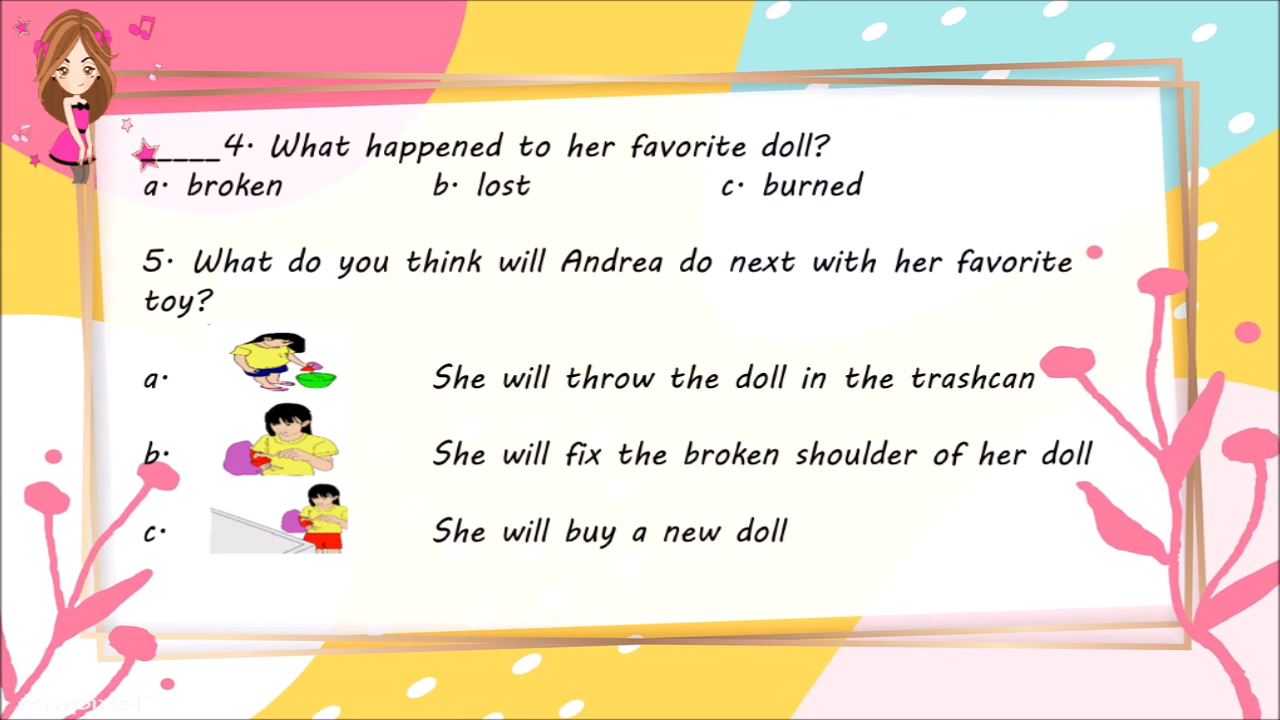 _____4. What happened to her favorite doll?
a. broken b. lost c. burned
5. What do you think will Andrea do next with her favorite
toy?
a. She will throw the doll in the trashcan
b. She will fix the broken shoulder of her doll
c. She will buy a new doll